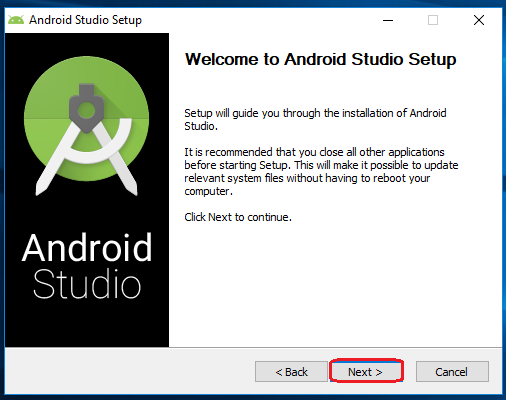 Android Studio Setup
Welcome to Android Studio Setup
Setup will guide you through the installation of Android
Studio.
It is recommended that you close all other applications
before starting Setup. This will make it possible to update
relevant system files without having to reboot your
computer.
Click Next to continue.
Android
Studio
< Back
Next >
Cancel